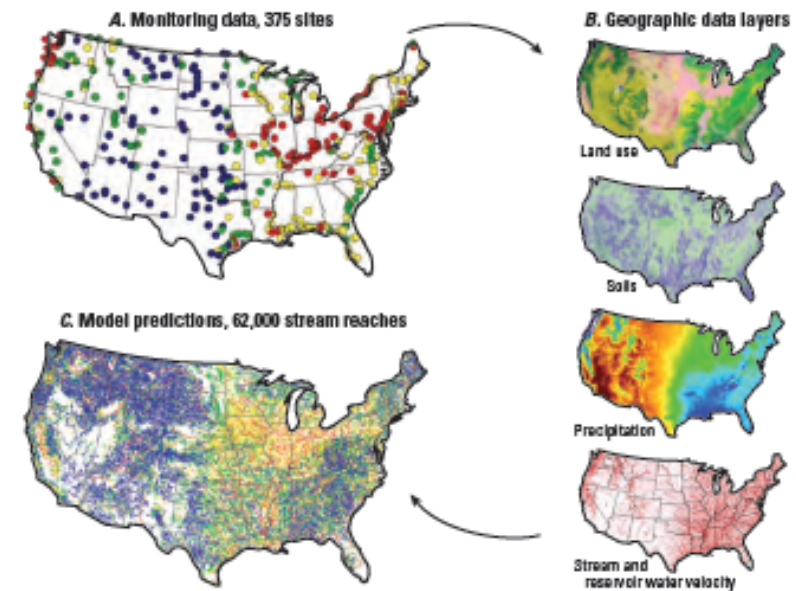 A. Monitoring data, 375 sites
B. Geographic data layers
Land use
Soils
C. Model predictions, 62,000 stream reaches
Precipitation
Stream and
reservoir water velocity